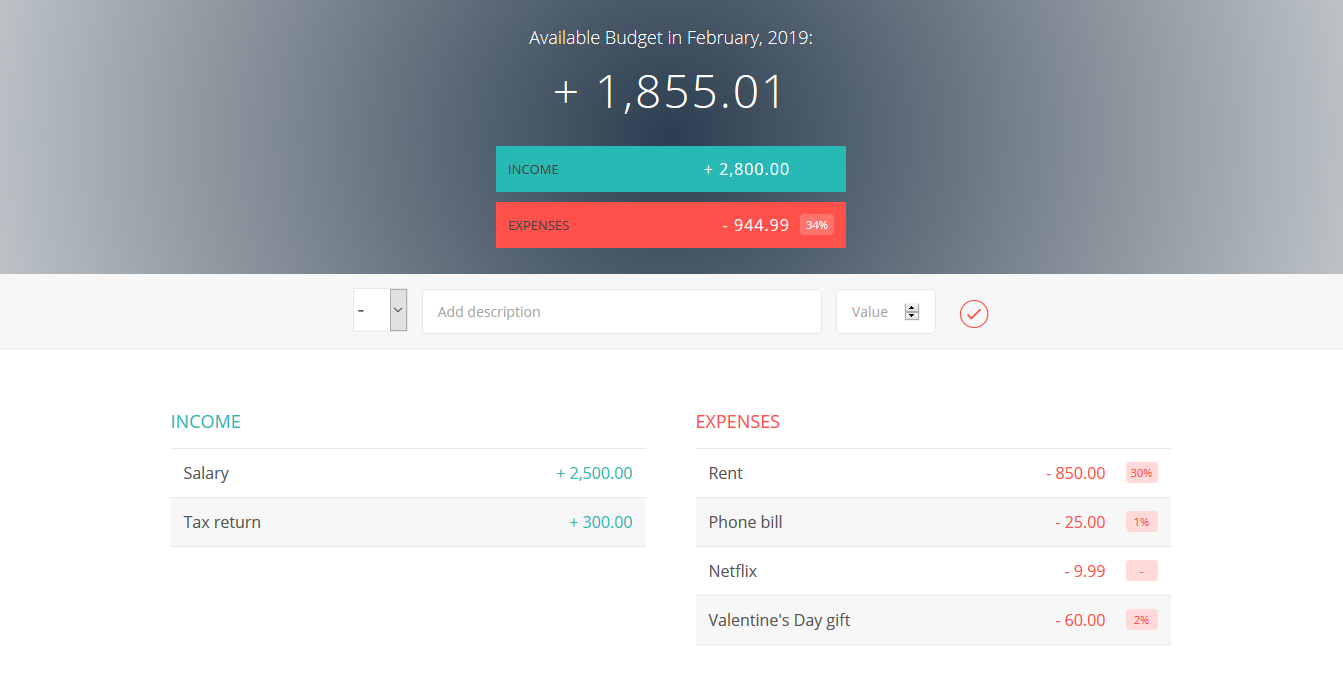 Available Budget in February, 2019:
+ 1,855.01
INCOME + 2,800.00
EXPENSES - 944.99 34%
- Add description Value
INCOME
Salary + 2,500.00
Tax return + 300.00
EXPENSES
Rent - 850.00 30%
Phone bill - 25.00 1%
Netflix - 9.99 -
Valentine's Day gift - 60.00 2%